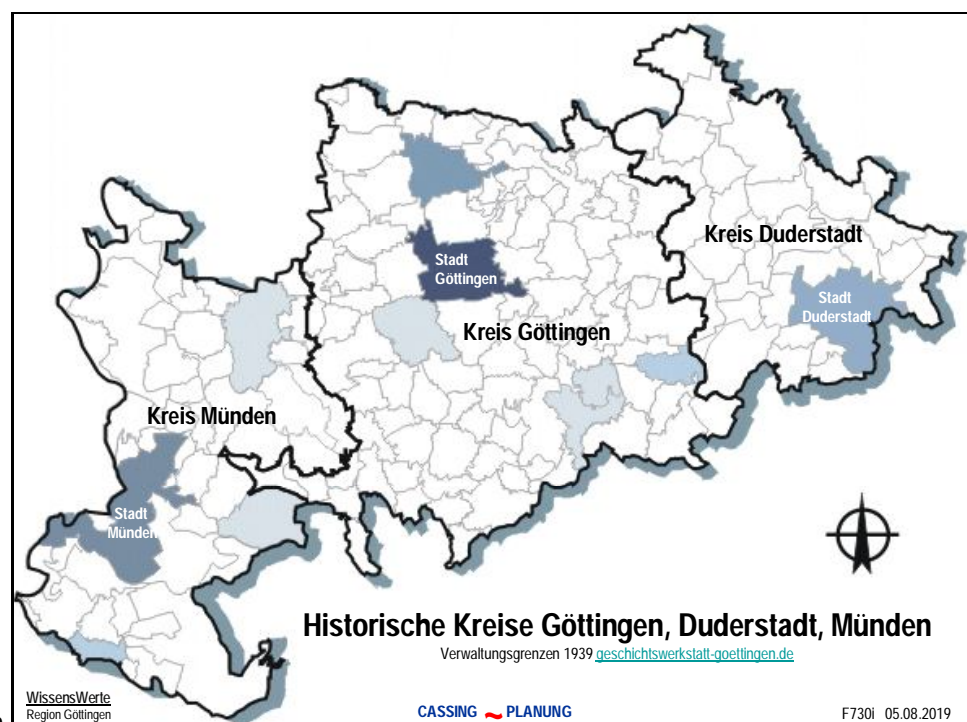 Kreis Duderstadt
Stadt
Göttingen
Stadt
Duderstadt
Kreis Göttingen
Kreis Münden
Stadt
Münden
Historische Kreise Göttingen, Duderstadt, Münden
Verwaltungsgrenzen 1939 geschichtswerkstatt-goettingen.de
WissensWerte
Region Göttingen
CASSING PLANUNG
F730i 05.08.2019